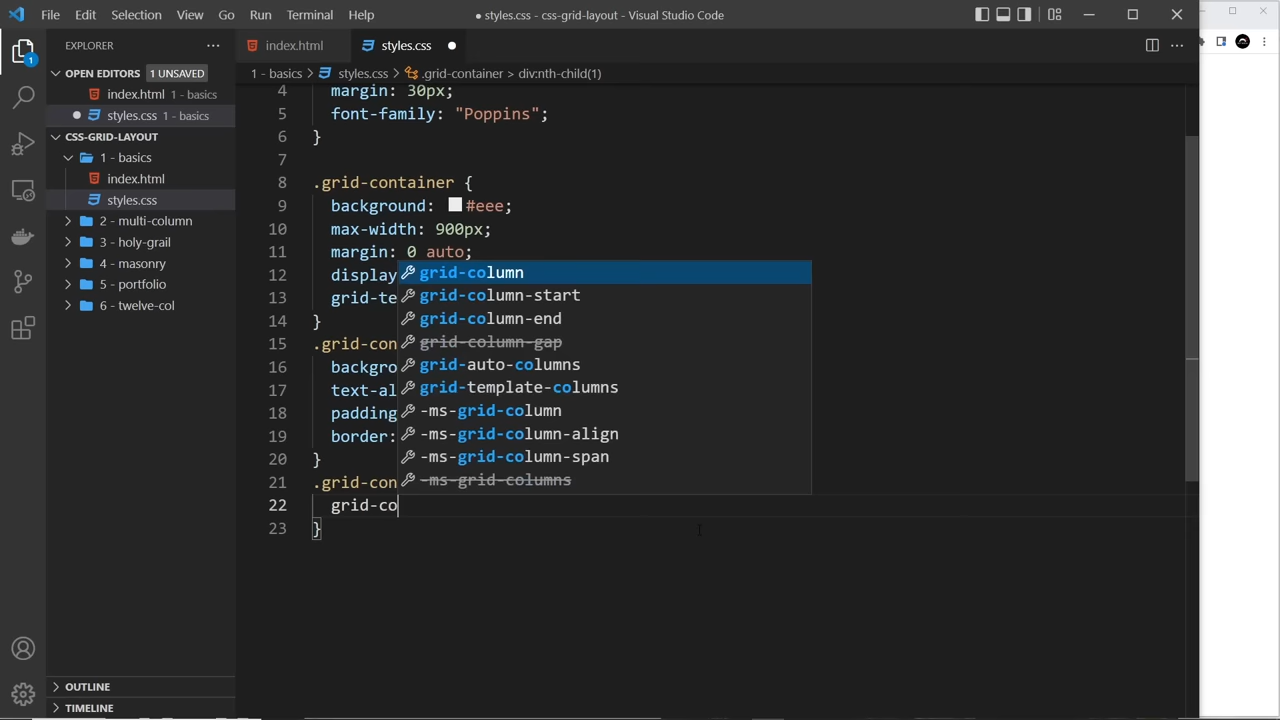 File Edit Selection View Go Run Terminal Help
● styles.css - css-grid-layout - Visual Studio Code
1
EXPLORER ...
OPEN EDITORS 1 UNSAVED
index.html 1 - basics
styles.css 1 - basics
CSS-GRID-LAYOUT
1 - basics
index.html
styles.css
2 - multi-column
3 - holy-grail
4 - masonry
5 - portfolio
6 - twelve-col
OUTLINE
TIMELINE
index.html
styles.css ●
1 - basics > styles.css > .grid-container > div:nth-child(1)
4 margin: 30px;
5 font-family: "Poppins";
6 }
7
8 .grid-container {
9 background: #eee;
10 max-width: 900px;
11 margin: 0 auto;
12 display
13 grid-te
14 }
15 .grid-con
16 backgro
17 text-al
18 padding
19 border:
20 }
21 .grid-con
22 grid-co
23 }
grid-column
grid-column-start
grid-column-end
grid-column-gap
grid-auto-columns
grid-template-columns
-ms-grid-column
-ms-grid-column-align
-ms-grid-column-span
-ms-grid-columns